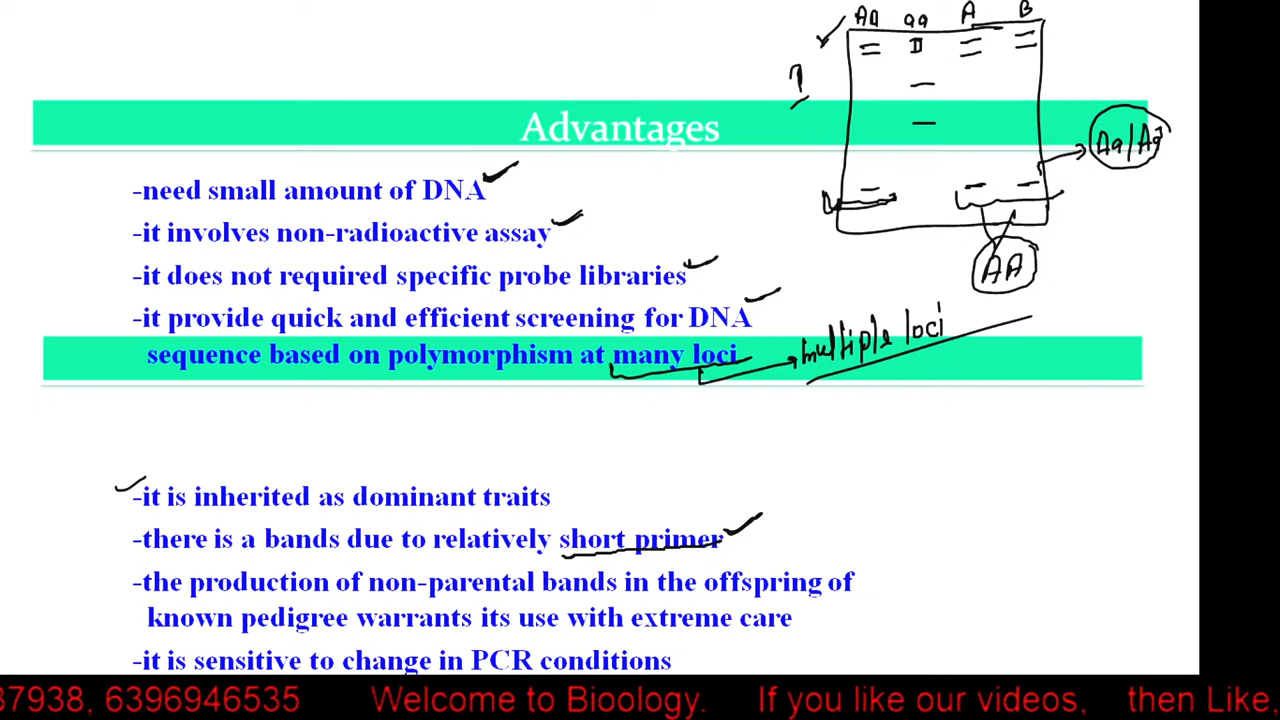 AA aa A B
Advantages
Aa/Aa
-need small amount of DNA
-it involves non-radioactive assay
AA
-it does not required specific probe libraries
-it provide quick and efficient screening for DNA
multiple loci
sequence based on polymorphism at many loci
-it is inherited as dominant traits
-there is a bands due to relatively short primer
-the production of non-parental bands in the offspring of
known pedigree warrants its use with extreme care
-it is sensitive to change in PCR conditions
37938, 6396946535 Welcome to Bioology. If you like our videos, then Like,